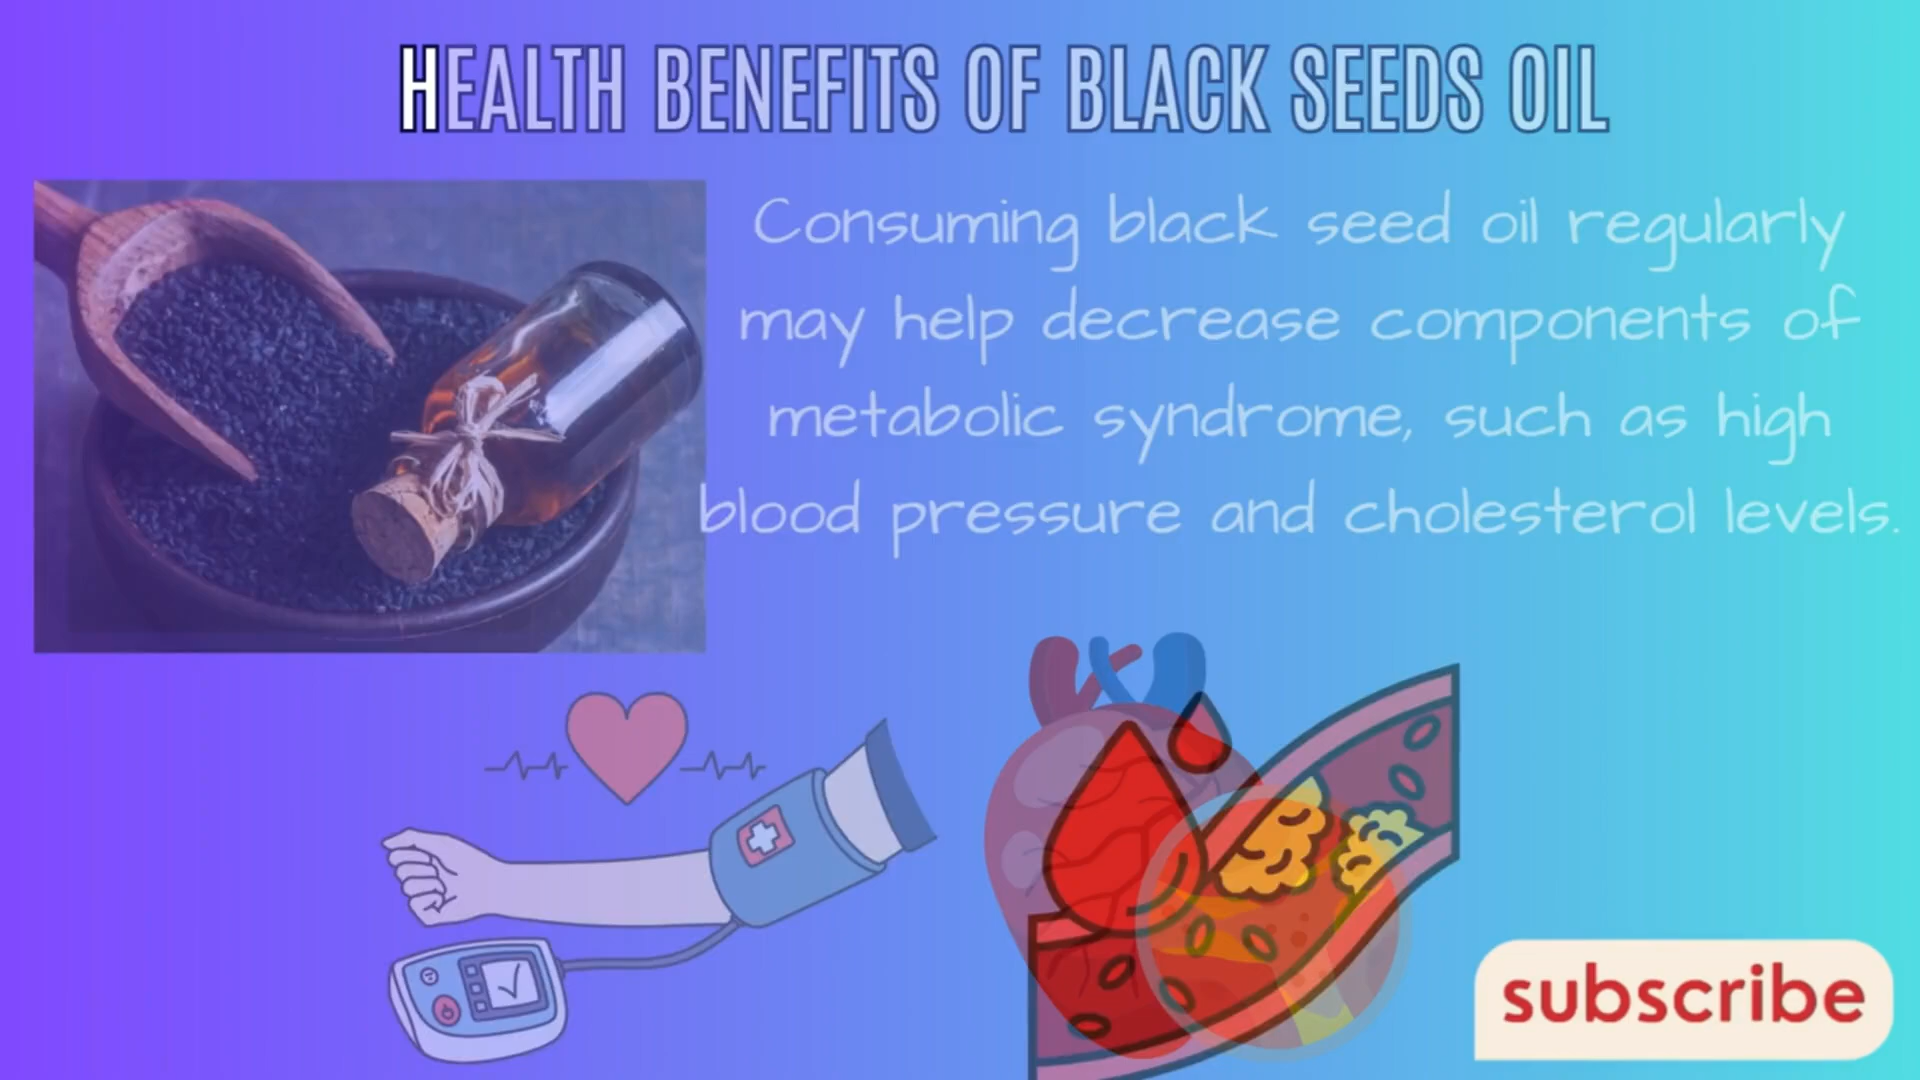 HEALTH BENEFITS OF BLACK SEEDS OIL
Consuming black seed oil regularly
may help decrease components of
metabolic syndrome, such as high
blood pressure and cholesterol levels.
subscribe